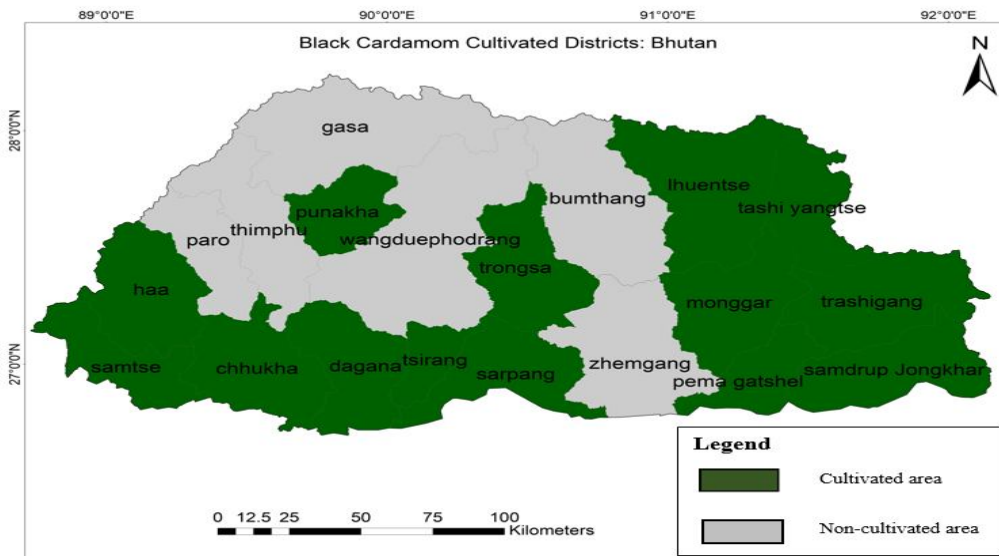 89°0'0"E 90°0'0"E 91°0'0"E 92°0'0"E
Black Cardamom Cultivated Districts: Bhutan
N
28°0'0"N
27°0'0"N
gasa
punakha
bumthang
lhuentse
tashi yangtse
paro
thimphu
wangduephodrang
trongsa
haa
monggar
trashigang
samtse
chhukha
dagana
tsirang
sarpang
zhemgang
pema gatshel
samdrup Jongkhar
Legend
Cultivated area
Non-cultivated area
0 12.5 25 50 75 100
Kilometers